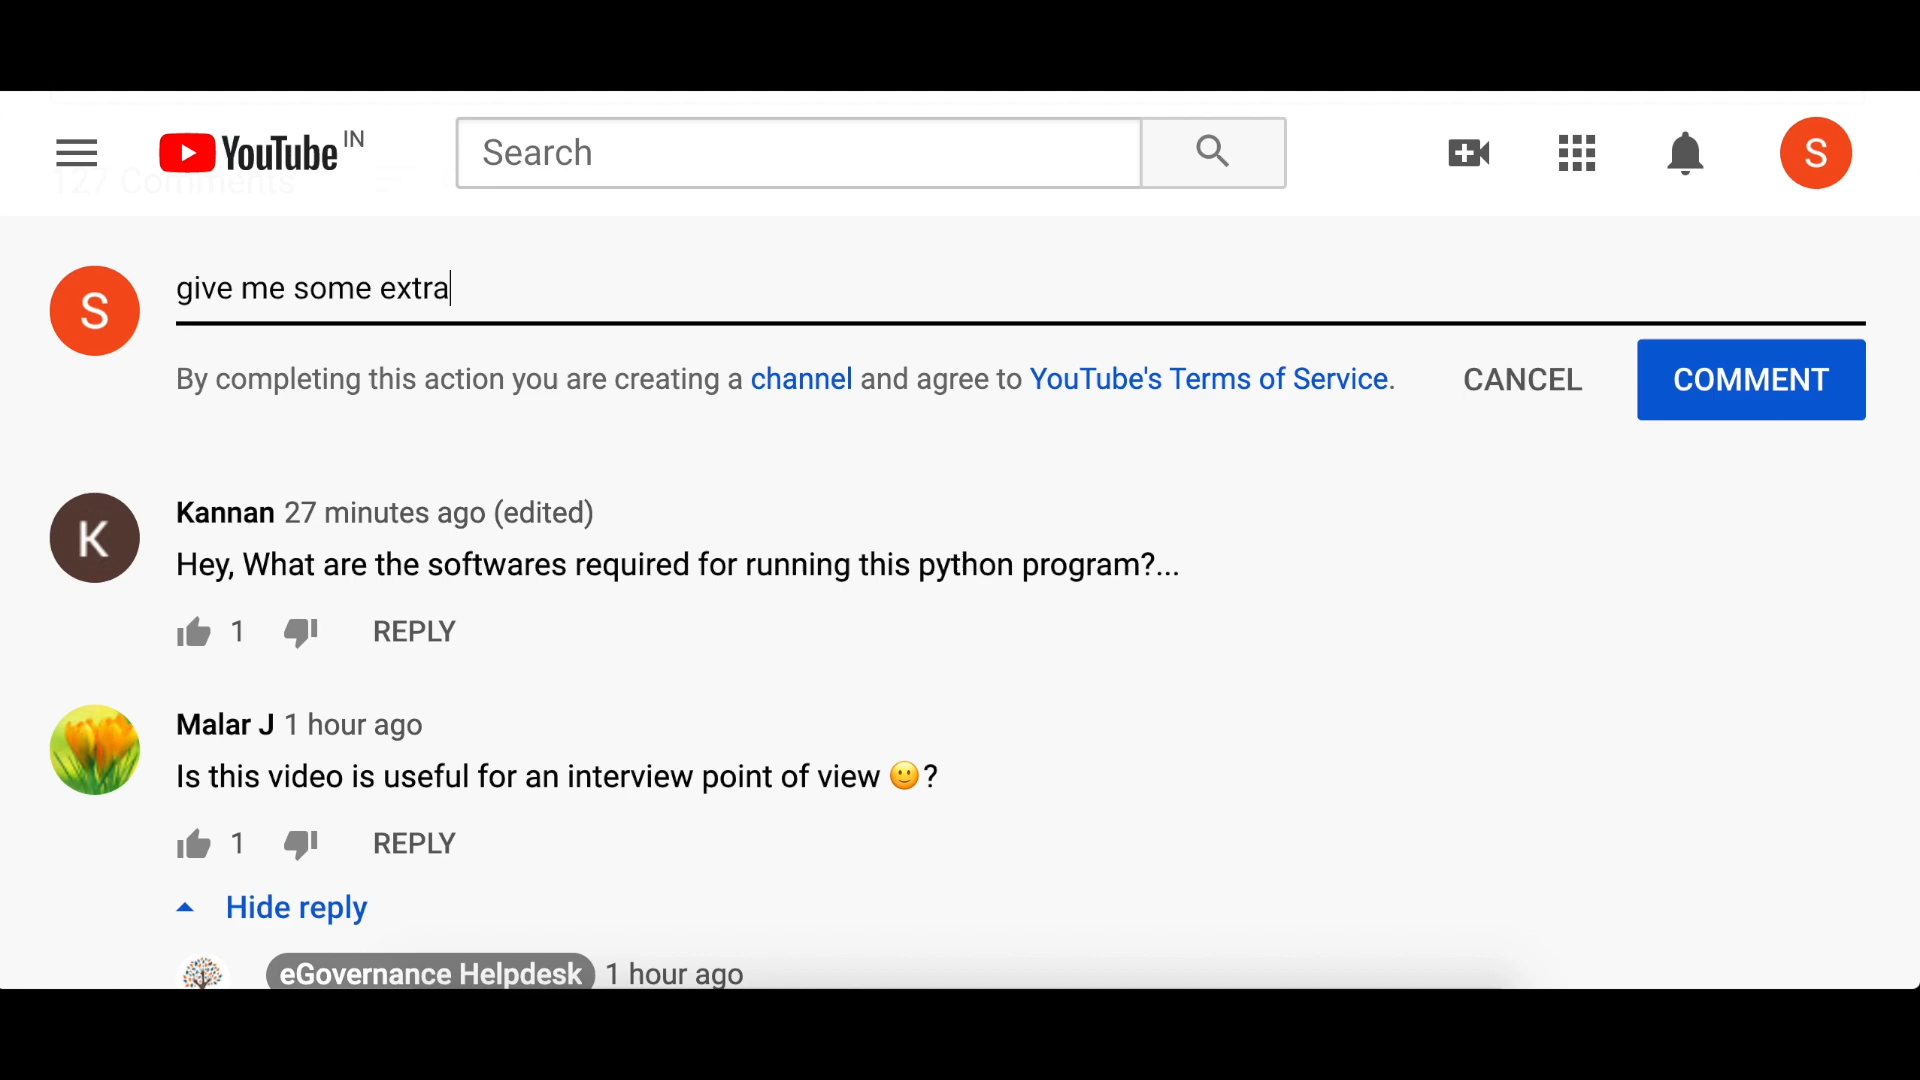 YouTube IN
Search
S
127 Comments
S
give me some extra
By completing this action you are creating a channel and agree to YouTube's Terms of Service.
CANCEL
COMMENT
K
Kannan 27 minutes ago (edited)
Hey, What are the softwares required for running this python program?...
1 REPLY
Malar J 1 hour ago
Is this video is useful for an interview point of view 🙂?
1 REPLY
Hide reply
eGovernance Helpdesk 1 hour ago